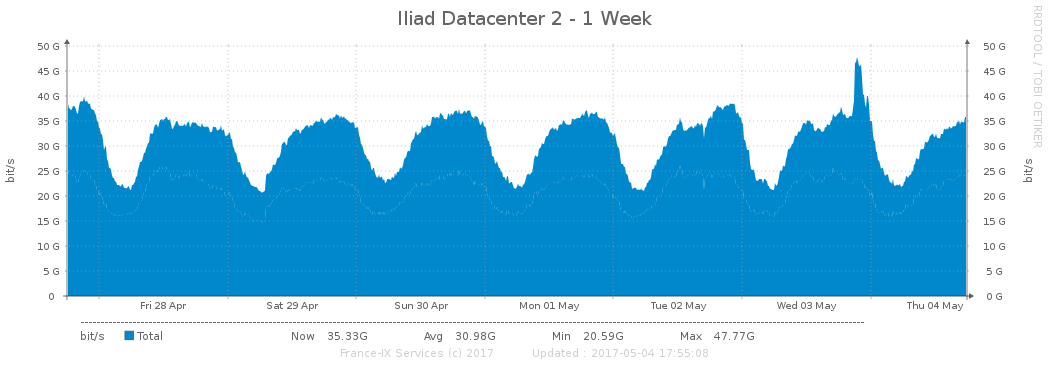 Iliad Datacenter 2 - 1 Week
RRDTOOL / TOBI OETIKER
50 G 50 G
45 G 45 G
40 G 40 G
35 G 35 G
30 G 30 G
25 G 25 G
20 G 20 G
15 G 15 G
10 G 10 G
5 G 5 G
0 0 G
bit/s bit/s
Fri 28 Apr Sat 29 Apr Sun 30 Apr Mon 01 May Tue 02 May Wed 03 May Thu 04 May
bit/s Total Now 35.33G Avg 30.98G Min 20.59G Max 47.77G
France-IX Services (c) 2017 Updated : 2017-05-04 17:55:08